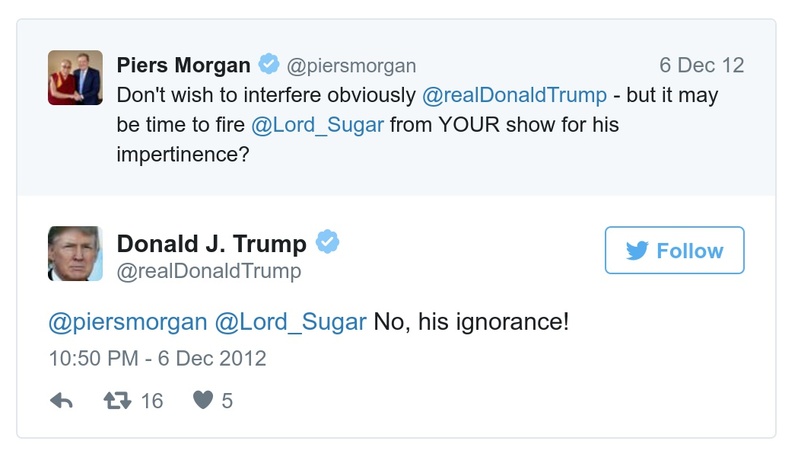 Piers Morgan @piersmorgan 6 Dec 12
Don't wish to interfere obviously @realDonaldTrump - but it may
be time to fire @Lord_Sugar from YOUR show for his
impertinence?
Donald J. Trump
@realDonaldTrump
Follow
@piersmorgan @Lord_Sugar No, his ignorance!
10:50 PM - 6 Dec 2012
16 5